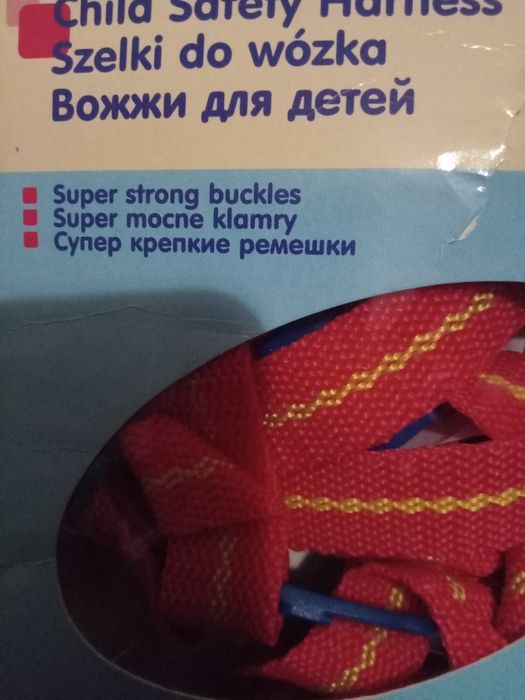 Child Safety Harness
Szelki do wózka
Вожжи для детей
Super strong buckles
Super mocne klamry
Супер крепкие ремешки